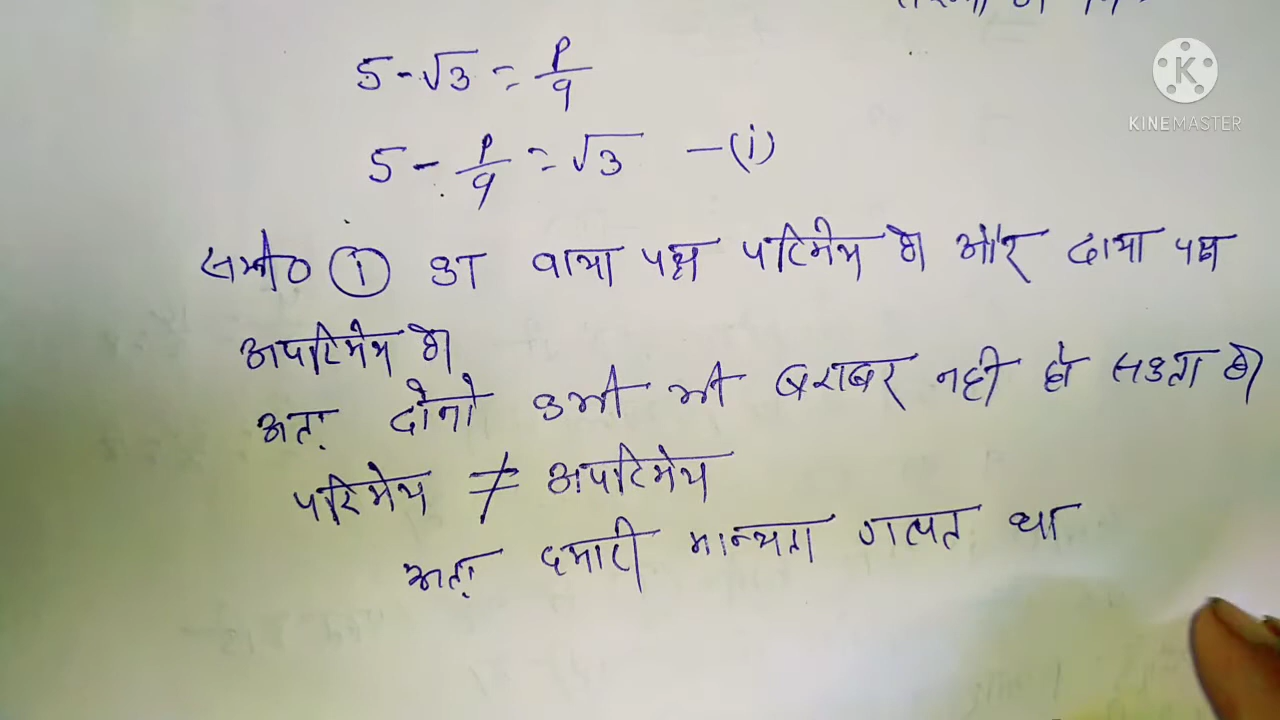 5-√3 = p/q
5 - p/q = √3 —(i)
समी० (i) का बाया पक्ष परिमेय है और दाया पक्ष
अपरिमेय है
अतः दोनो कभी भी बराबर नही हो सकता है
परिमेय ≠ अपरिमेय
अतः हमारी मान्यता गलत था
KINEMASTER